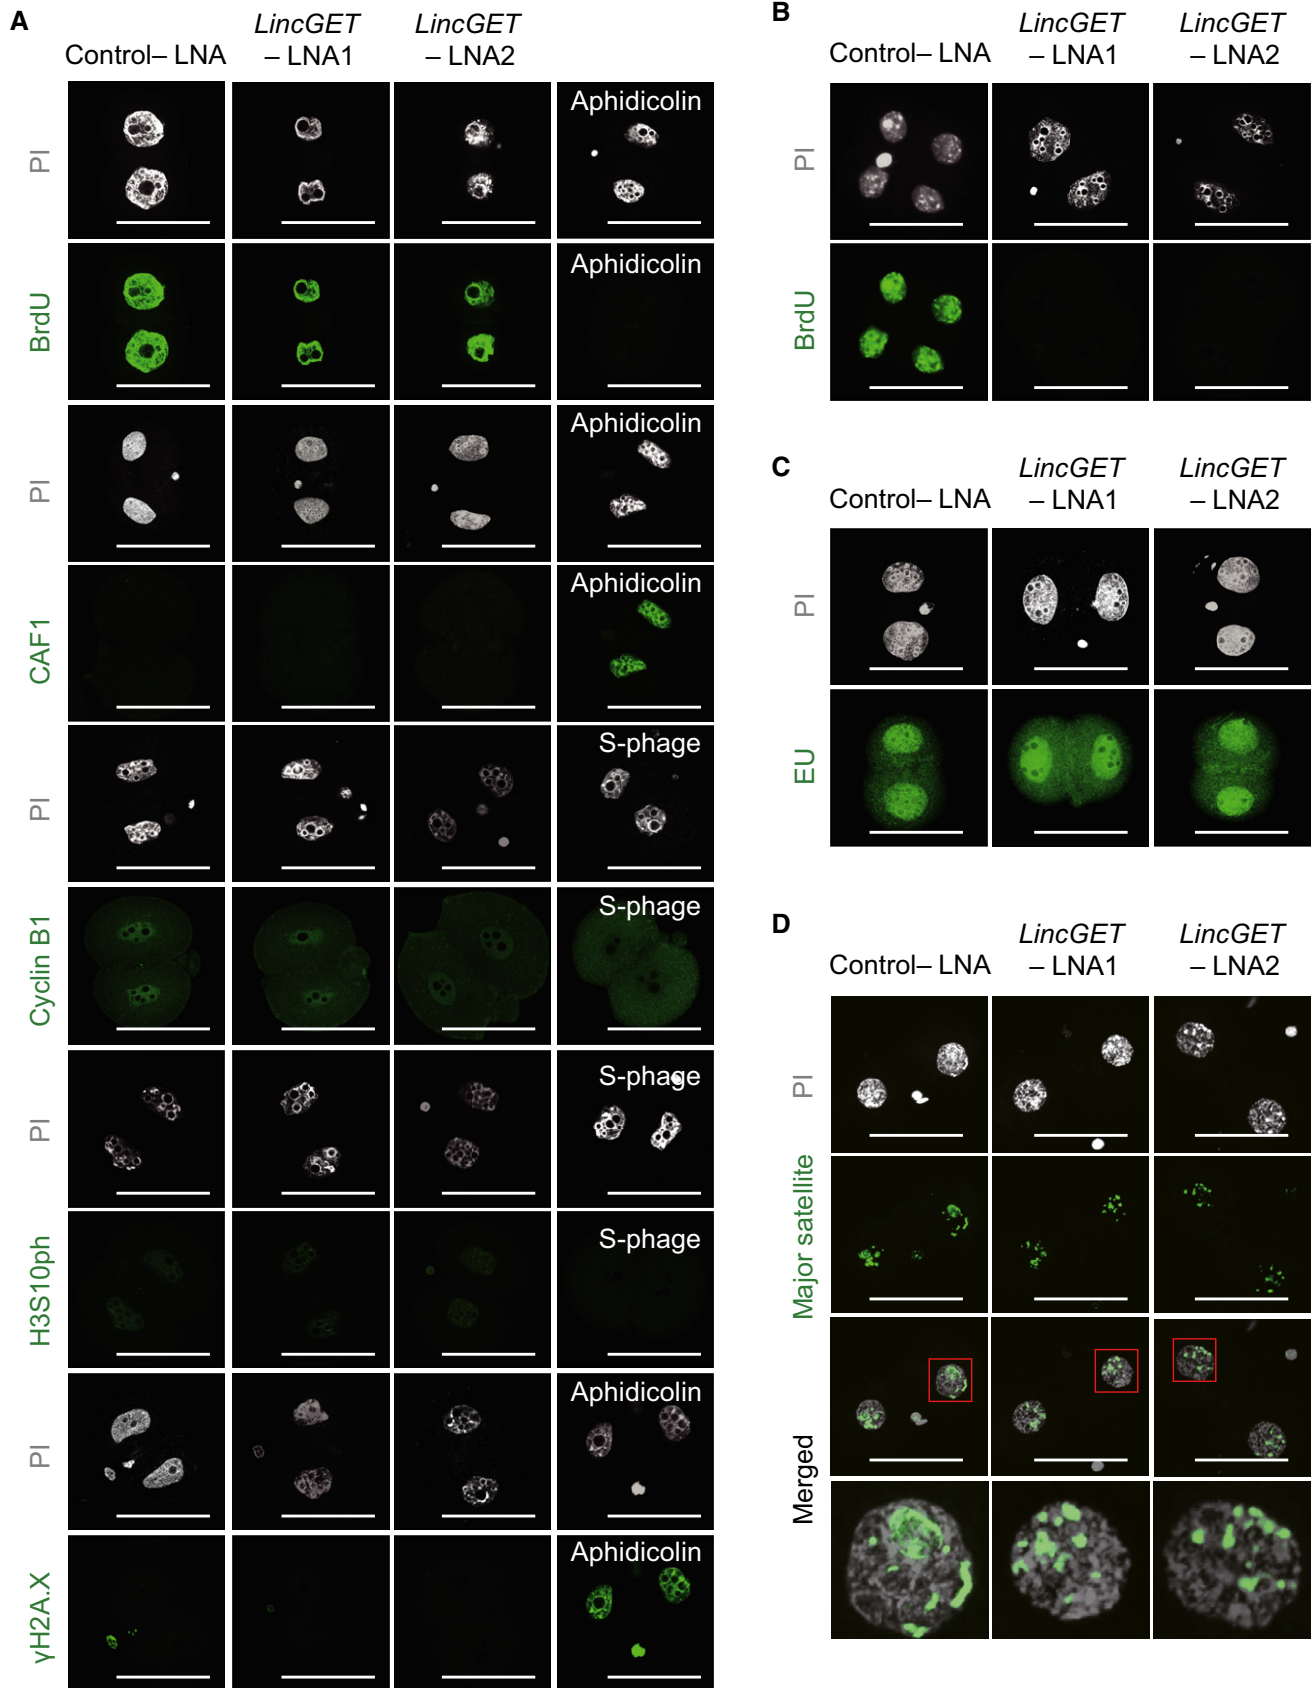 A
Control– LNA
LincGET
– LNA1
LincGET
– LNA2
PI
Aphidicolin
BrdU
Aphidicolin
PI
Aphidicolin
CAF1
Aphidicolin
PI
S-phage
Cyclin B1
S-phage
PI
S-phage
H3S10ph
S-phage
PI
Aphidicolin
γH2A.X
Aphidicolin
B
Control– LNA
LincGET
– LNA1
LincGET
– LNA2
PI
BrdU
C
Control– LNA
LincGET
– LNA1
LincGET
– LNA2
PI
EU
D
Control– LNA
LincGET
– LNA1
LincGET
– LNA2
PI
Major satellite
Merged